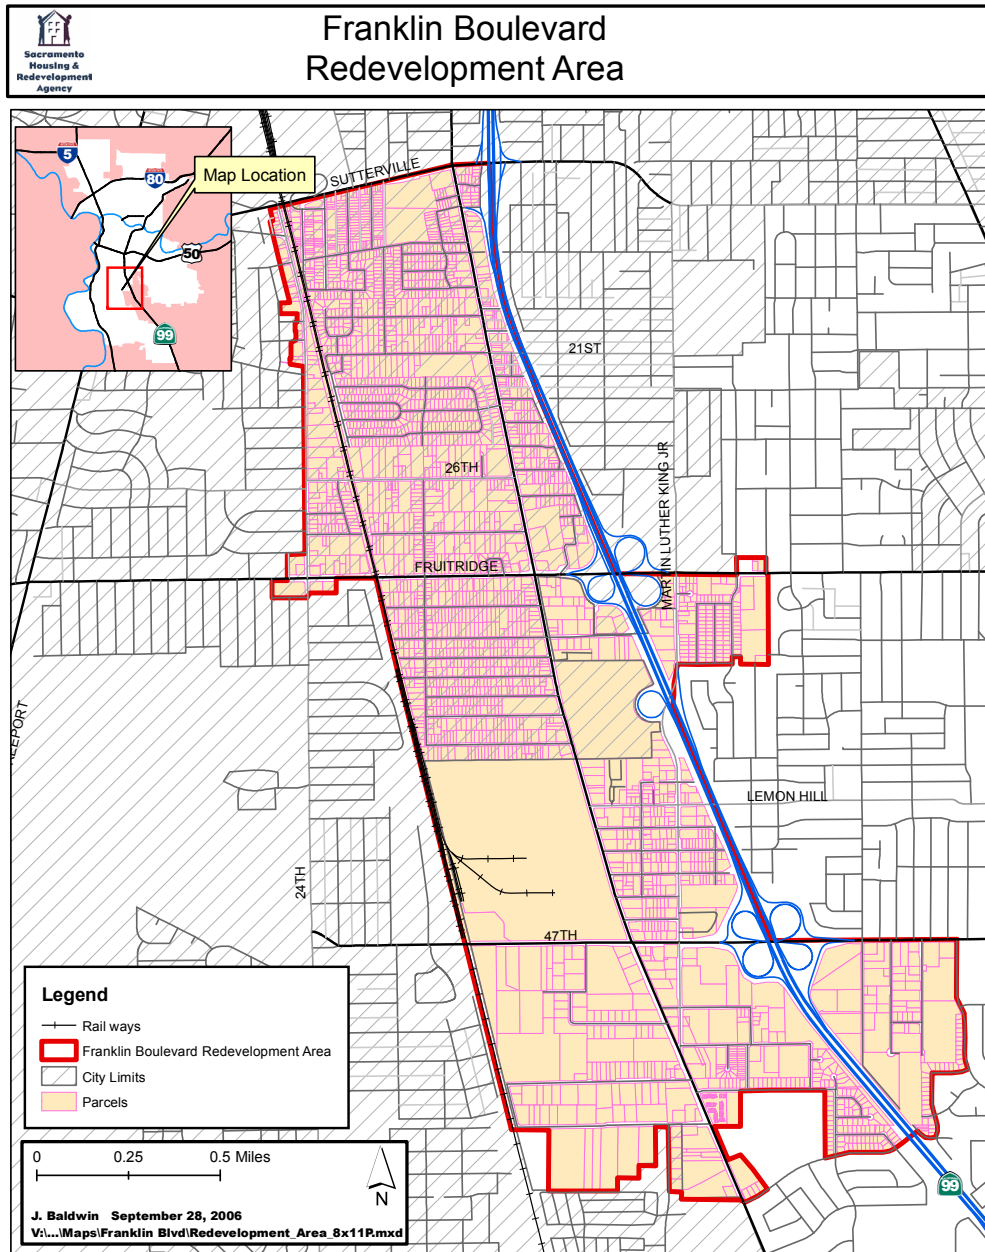 Franklin Boulevard
Redevelopment Area
Sacramento
Housing &
Redevelopment
Agency
5
80
Map Location
50
99
SUTTERVILLE
21ST
26TH
MARTIN LUTHER KING JR
FRUITRIDGE
LEMON HILL
24TH
47TH
99
Legend
Rail ways
Franklin Boulevard Redevelopment Area
City Limits
Parcels
0 0.25 0.5 Miles
N
J. Baldwin September 28, 2006
V:\...\Maps\Franklin Blvd\Redevelopment_Area_8x11P.mxd